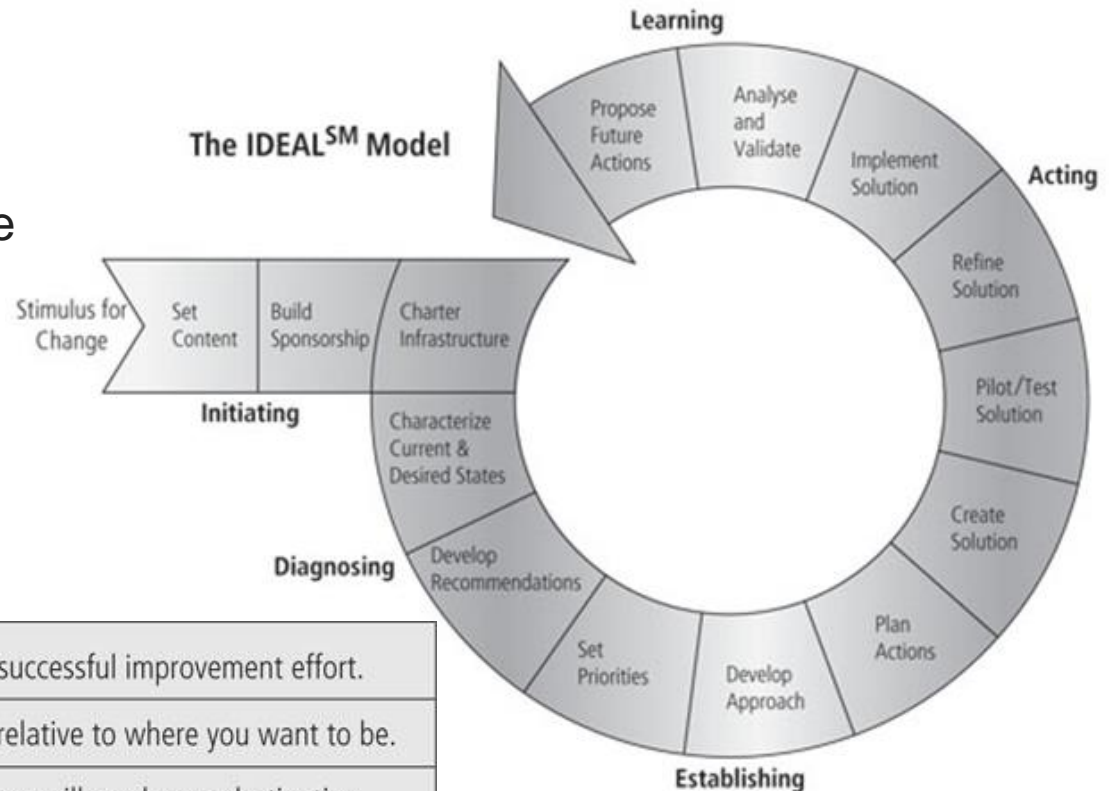 Learning
The IDEALSM Model
Propose
Future
Actions
Analyse
and
Validate
Implement
Solution
Acting
Refine
Solution
e
Stimulus for
Change
Set
Content
Build
Sponsorship
Charter
Infrastructure
Initiating
Pilot/Test
Solution
Characterize
Current &
Desired States
Create
Solution
Diagnosing
Develop
Recommendations
Plan
Actions
Set
Priorities
Develop
Approach
Establishing
successful improvement effort.
relative to where you want to be.